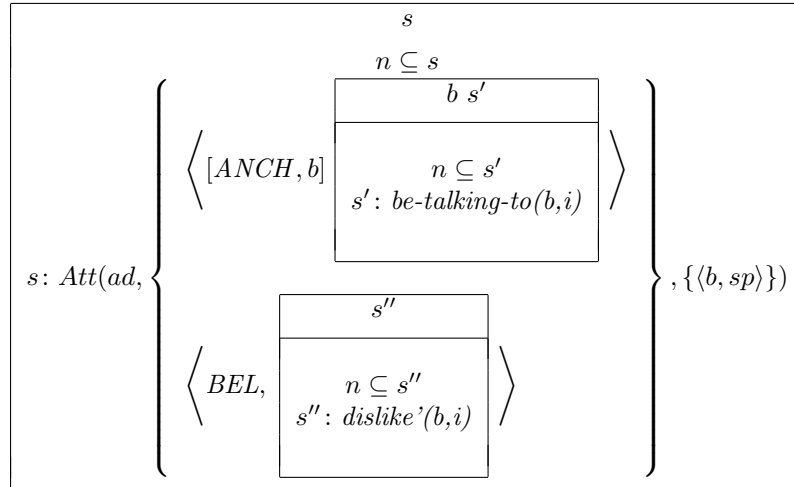 s
n ⊆ s
b s′
⟨[ANCH, b]
n ⊆ s′
s′ : be-talking-to(b,i)
⟩
s : Att(ad, {
}, {⟨b, sp⟩})
s′′
⟨BEL,
n ⊆ s′′
s′′ : dislike’(b,i)
⟩